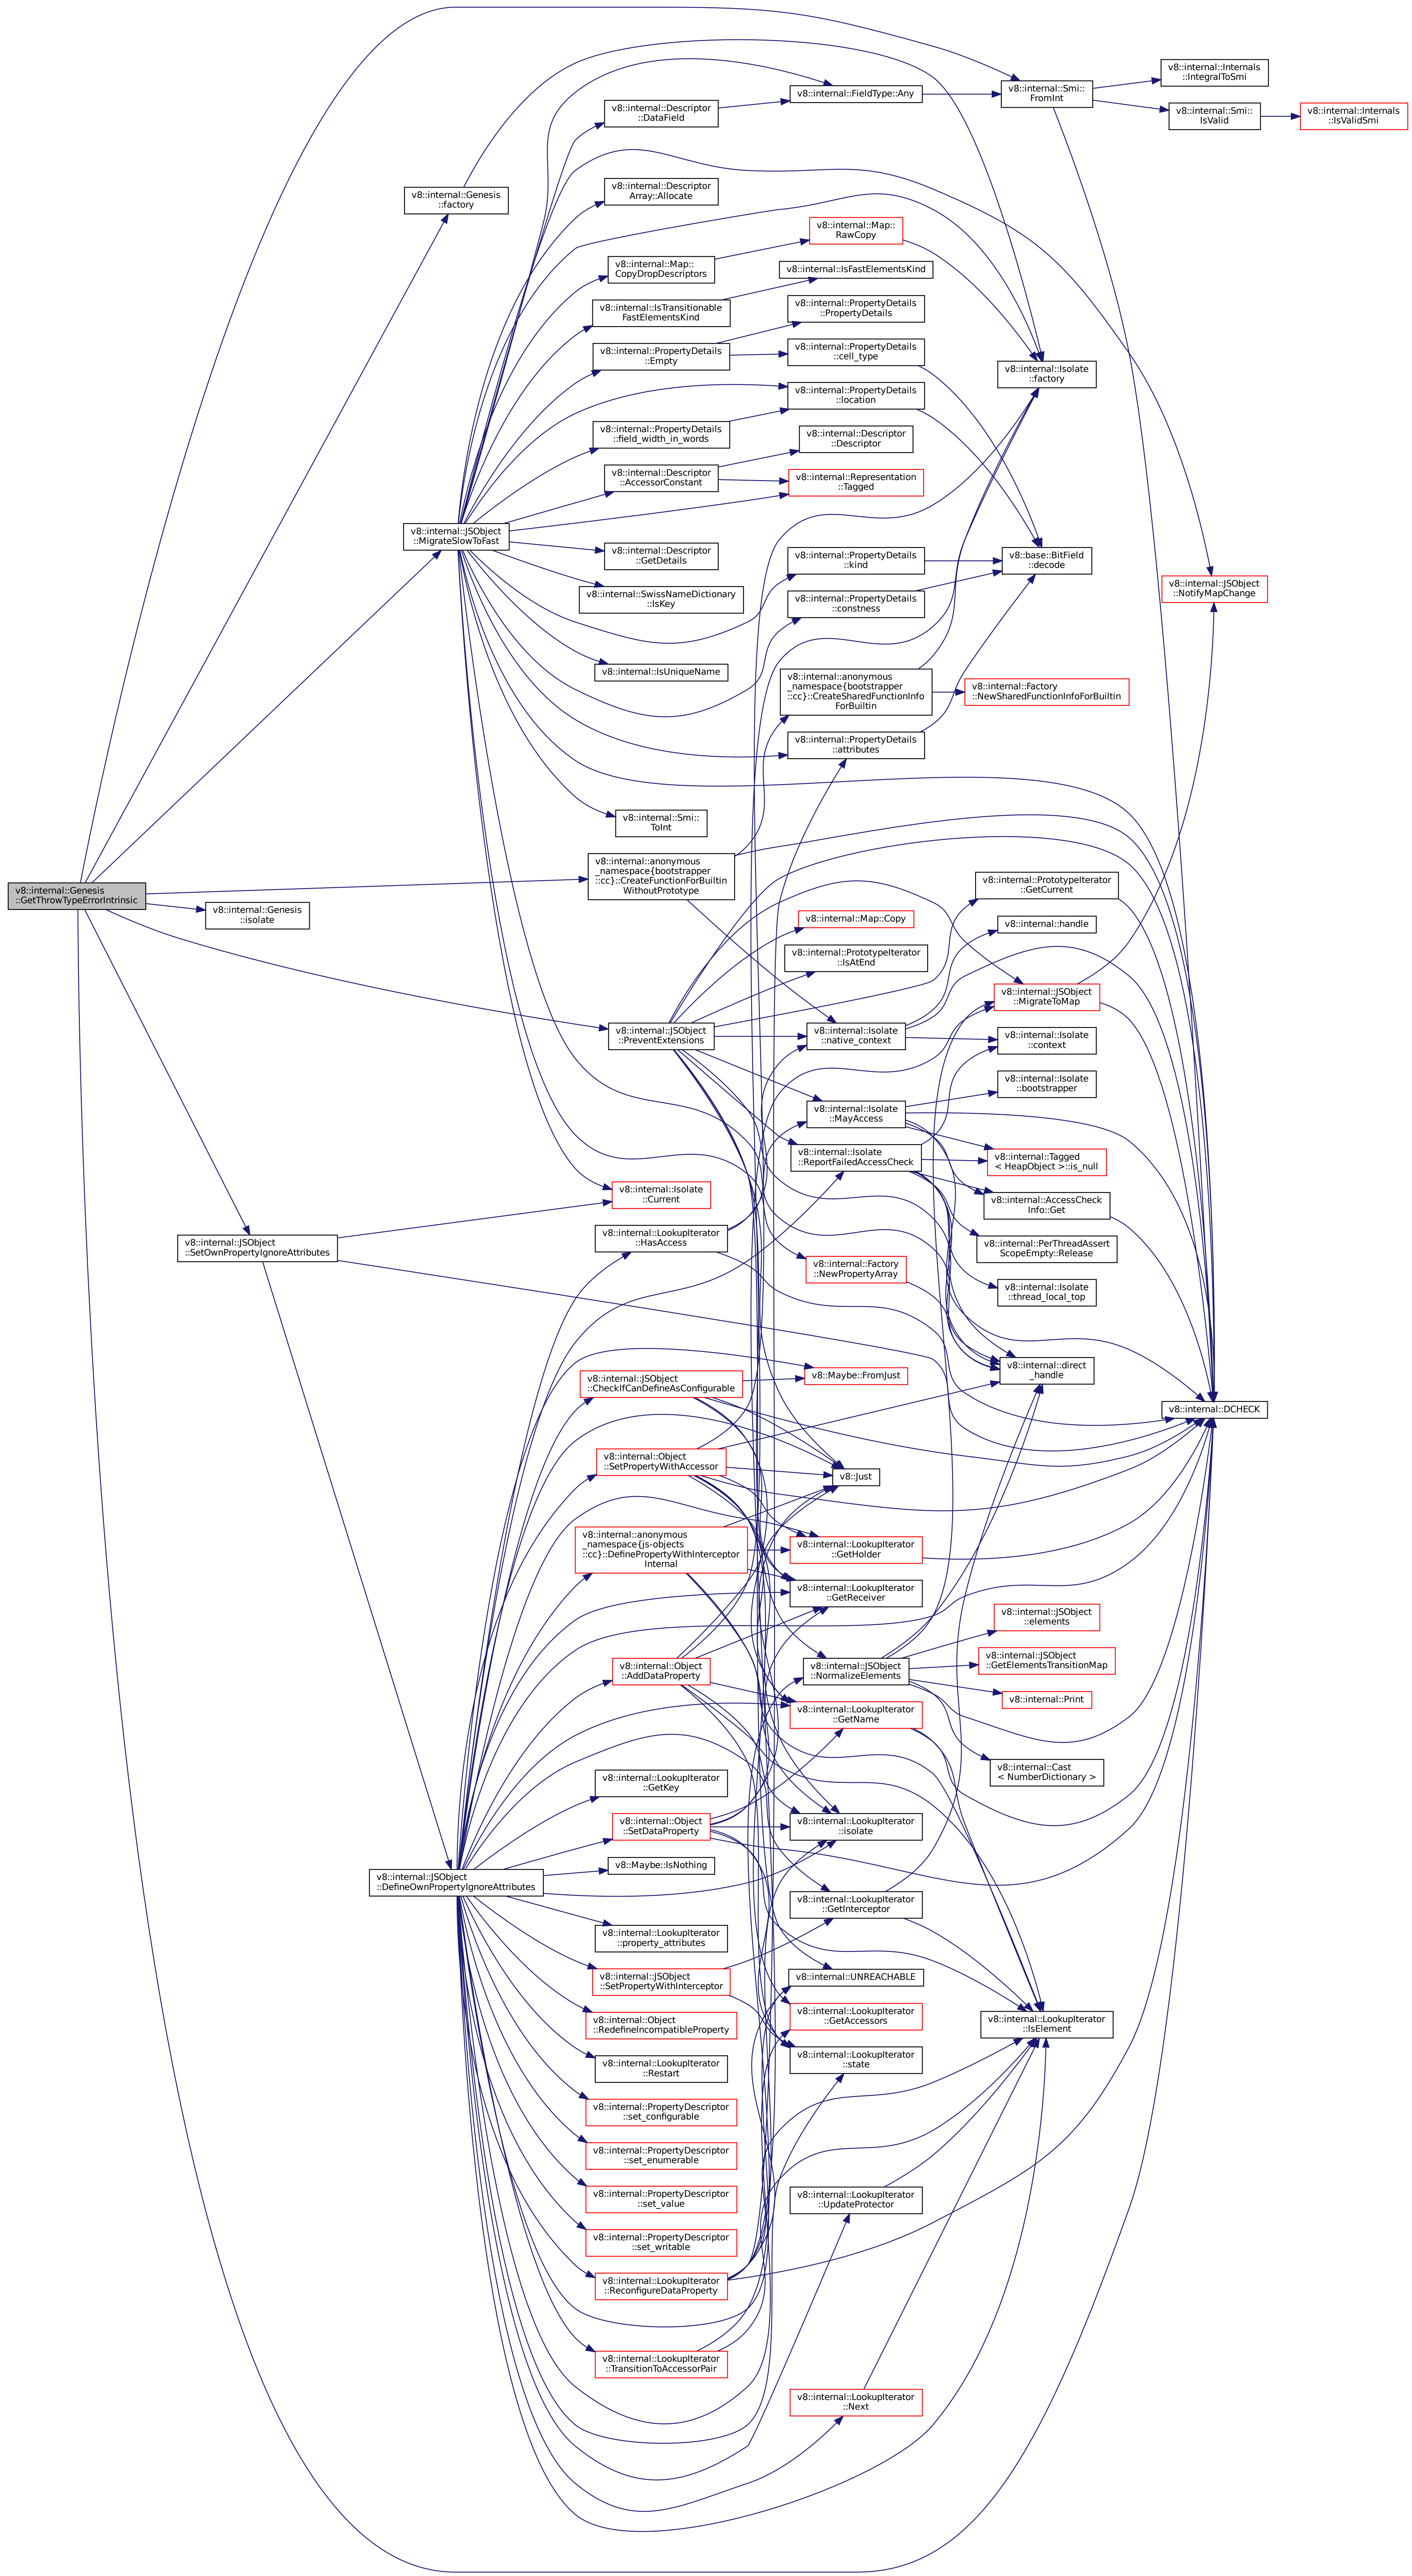 v8::internal::Genesis
::GetThrowTypeErrorIntrinsic
v8::internal::Smi::
FromInt
v8::internal::Internals
::IntegralToSmi
v8::internal::Smi::
IsValid
v8::internal::Internals
::IsValidSmi
v8::internal::FieldType::Any
v8::internal::Descriptor
::DataField
v8::internal::Genesis
::factory
v8::internal::Descriptor
Array::Allocate
v8::internal::Map::
RawCopy
v8::internal::Map::
CopyDropDescriptors
v8::internal::IsFastElementsKind
v8::internal::IsTransitionable
FastElementsKind
v8::internal::PropertyDetails
::PropertyDetails
v8::internal::PropertyDetails
::Empty
v8::internal::PropertyDetails
::cell_type
v8::internal::Isolate
::factory
v8::internal::PropertyDetails
::location
v8::internal::PropertyDetails
::field_width_in_words
v8::internal::Descriptor
::Descriptor
v8::internal::Descriptor
::AccessorConstant
v8::internal::Representation
::Tagged
v8::internal::JSObject
::MigrateSlowToFast
v8::internal::Descriptor
::GetDetails
v8::internal::PropertyDetails
::kind
v8::base::BitField
::decode
v8::internal::JSObject
::NotifyMapChange
v8::internal::SwissNameDictionary
::IsKey
v8::internal::PropertyDetails
::constness
v8::internal::IsUniqueName
v8::internal::anonymous
_namespace{bootstrapper
::cc}::CreateSharedFunctionInfo
ForBuiltin
v8::internal::Factory
::NewSharedFunctionInfoForBuiltin
v8::internal::PropertyDetails
::attributes
v8::internal::Smi::
ToInt
v8::internal::anonymous
_namespace{bootstrapper
::cc}::CreateFunctionForBuiltin
WithoutPrototype
v8::internal::Genesis
::isolate
v8::internal::PrototypeIterator
::GetCurrent
v8::internal::Map::Copy
v8::internal::handle
v8::internal::PrototypeIterator
::IsAtEnd
v8::internal::JSObject
::MigrateToMap
v8::internal::JSObject
::PreventExtensions
v8::internal::Isolate
::native_context
v8::internal::Isolate
::context
v8::internal::Isolate
::bootstrapper
v8::internal::Isolate
::MayAccess
v8::internal::Isolate
::ReportFailedAccessCheck
v8::internal::Tagged
< HeapObject >::is_null
v8::internal::Isolate
::Current
v8::internal::AccessCheck
Info::Get
v8::internal::JSObject
::SetOwnPropertyIgnoreAttributes
v8::internal::LookupIterator
::HasAccess
v8::internal::PerThreadAssert
ScopeEmpty::Release
v8::internal::Factory
::NewPropertyArray
v8::internal::Isolate
::thread_local_top
v8::internal::direct
_handle
v8::internal::JSObject
::CheckIfCanDefineAsConfigurable
v8::Maybe::FromJust
v8::internal::DCHECK
v8::internal::Object
::SetPropertyWithAccessor
v8::Just
v8::internal::anonymous
_namespace{js-objects
::cc}::DefinePropertyWithInterceptor
Internal
v8::internal::LookupIterator
::GetHolder
v8::internal::LookupIterator
::GetReceiver
v8::internal::JSObject
::elements
v8::internal::Object
::AddDataProperty
v8::internal::JSObject
::NormalizeElements
v8::internal::JSObject
::GetElementsTransitionMap
v8::internal::Print
v8::internal::LookupIterator
::GetName
v8::internal::LookupIterator
::GetKey
v8::internal::Cast
< NumberDictionary >
v8::internal::Object
::SetDataProperty
v8::internal::LookupIterator
::isolate
v8::Maybe::IsNothing
v8::internal::JSObject
::DefineOwnPropertyIgnoreAttributes
v8::internal::LookupIterator
::GetInterceptor
v8::internal::LookupIterator
::property_attributes
v8::internal::JSObject
::SetPropertyWithInterceptor
v8::internal::UNREACHABLE
v8::internal::Object
::RedefineIncompatibleProperty
v8::internal::LookupIterator
::GetAccessors
v8::internal::LookupIterator
::IsElement
v8::internal::LookupIterator
::Restart
v8::internal::LookupIterator
::state
v8::internal::PropertyDescriptor
::set_configurable
v8::internal::PropertyDescriptor
::set_enumerable
v8::internal::PropertyDescriptor
::set_value
v8::internal::LookupIterator
::UpdateProtector
v8::internal::PropertyDescriptor
::set_writable
v8::internal::LookupIterator
::ReconfigureDataProperty
v8::internal::LookupIterator
::TransitionToAccessorPair
v8::internal::LookupIterator
::Next